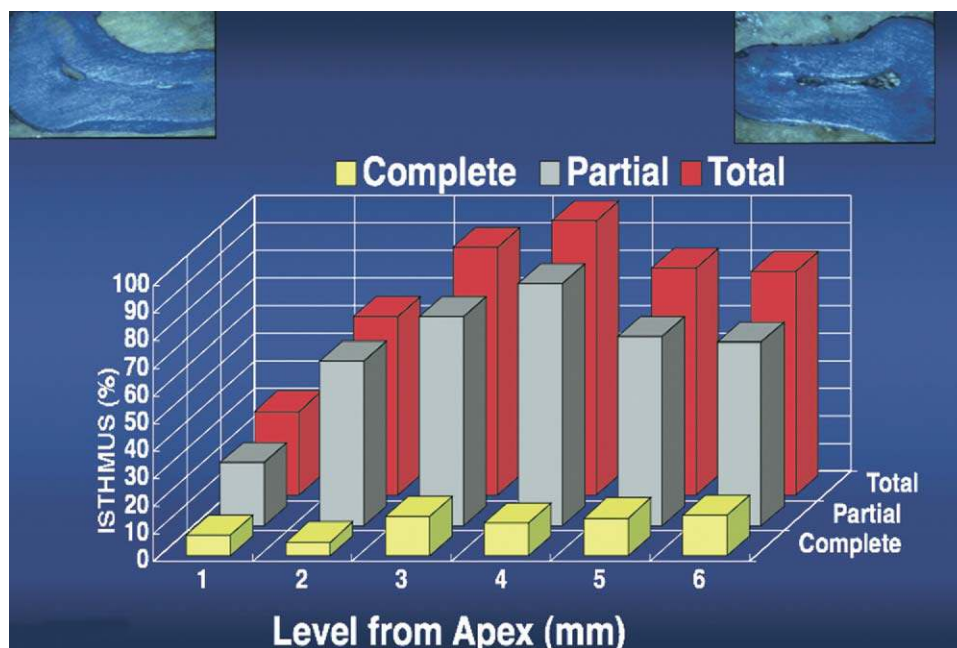 Complete Partial Total
100
90
80
70
60
50
40
30
20
10
0
ISTHMUS (%)
1 2 3 4 5 6
Total
Partial
Complete
Level from Apex (mm)